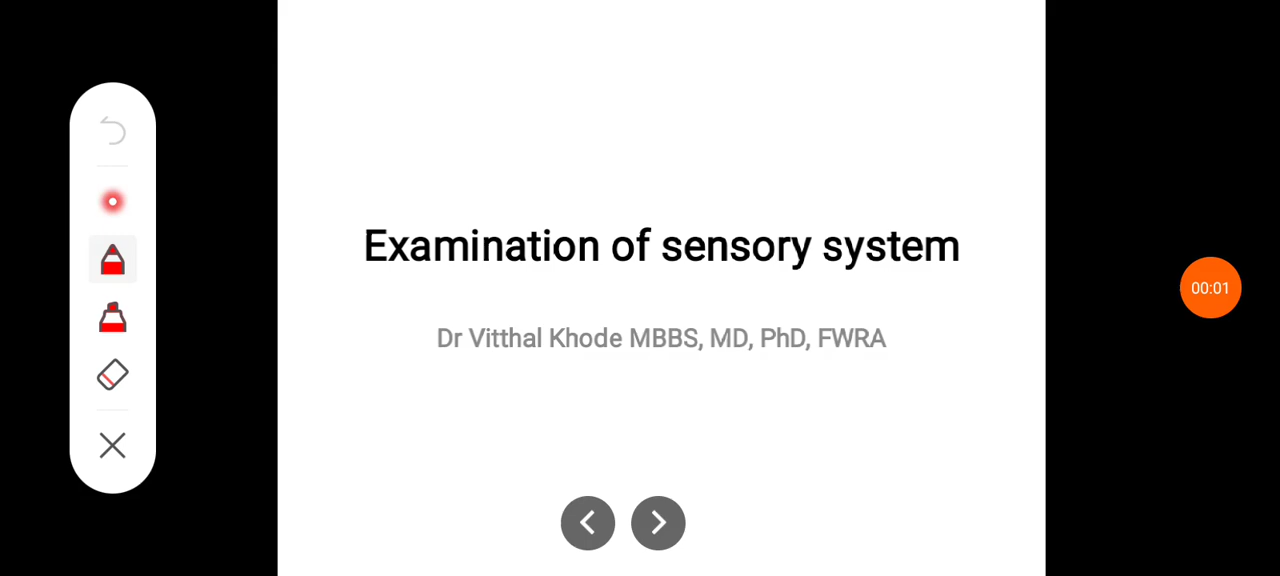 Examination of sensory system
Dr Vitthal Khode MBBS, MD, PhD, FWRA
00:01